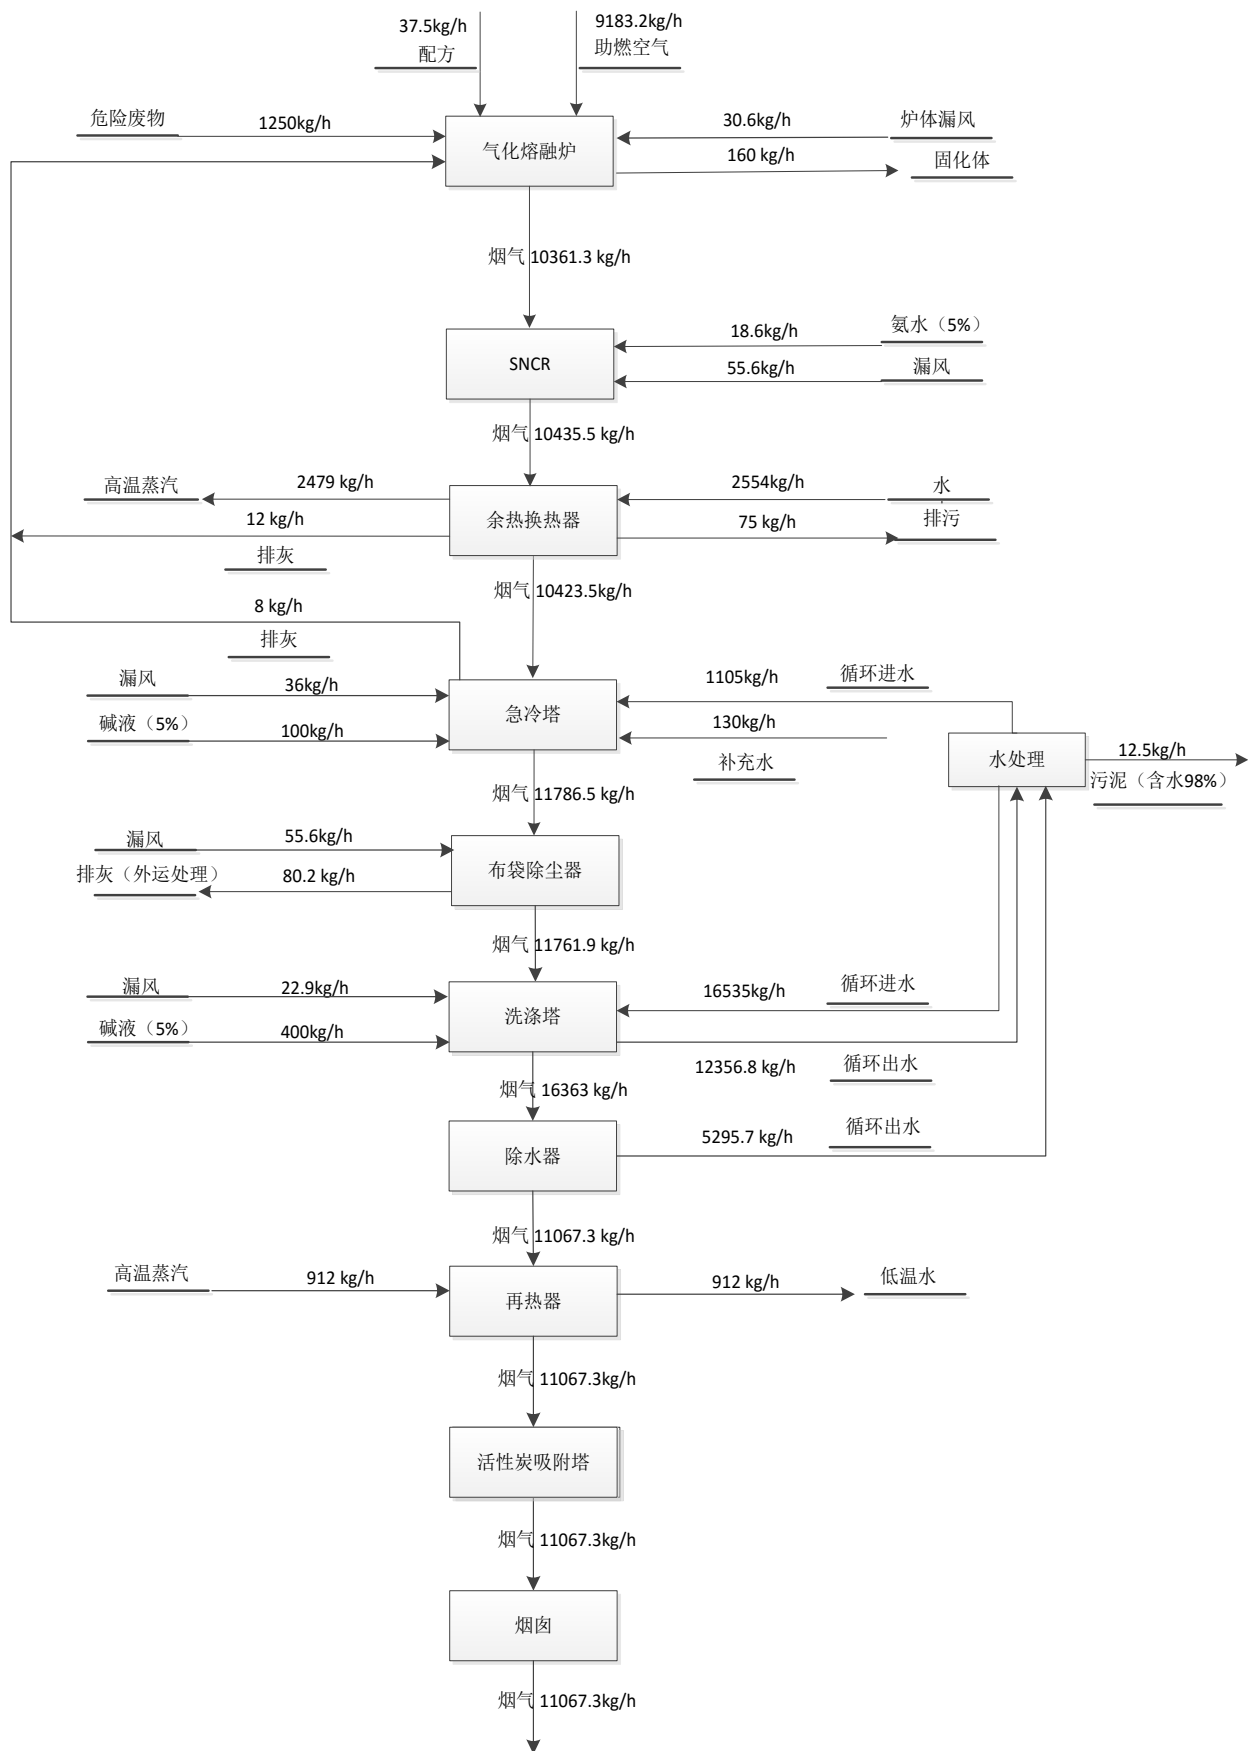 37.5kg/h
配方
9183.2kg/h
助燃空气
危险废物
1250kg/h
气化熔融炉
30.6kg/h
炉体漏风
160 kg/h
固化体
烟气 10361.3 kg/h
SNCR
18.6kg/h
氨水（5%）
55.6kg/h
漏风
烟气 10435.5 kg/h
高温蒸汽
2479 kg/h
12 kg/h
排灰
余热换热器
2554kg/h
水
75 kg/h
排污
烟气 10423.5kg/h
8 kg/h
排灰
漏风
36kg/h
碱液（5%）
100kg/h
急冷塔
1105kg/h
循环进水
130kg/h
补充水
水处理
12.5kg/h
污泥（含水98%）
烟气 11786.5 kg/h
漏风
55.6kg/h
排灰（外运处理）
80.2 kg/h
布袋除尘器
烟气 11761.9 kg/h
漏风
22.9kg/h
碱液（5%）
400kg/h
洗涤塔
16535kg/h
循环进水
12356.8 kg/h
循环出水
烟气 16363 kg/h
除水器
5295.7 kg/h
循环出水
烟气 11067.3 kg/h
高温蒸汽
912 kg/h
再热器
912 kg/h
低温水
烟气 11067.3kg/h
活性炭吸附塔
烟气 11067.3kg/h
烟囱
烟气 11067.3kg/h